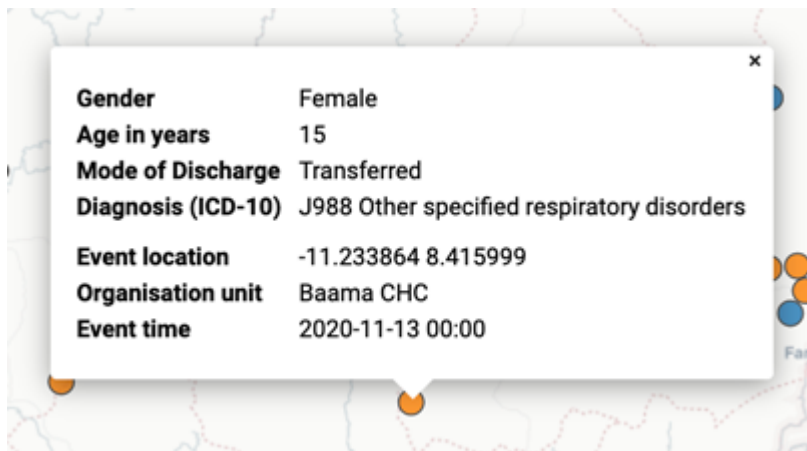 ×
Gender Female
Age in years 15
Mode of Discharge Transferred
Diagnosis (ICD-10) J988 Other specified respiratory disorders
Event location -11.233864 8.415999
Organisation unit Baama CHC
Event time 2020-11-13 00:00